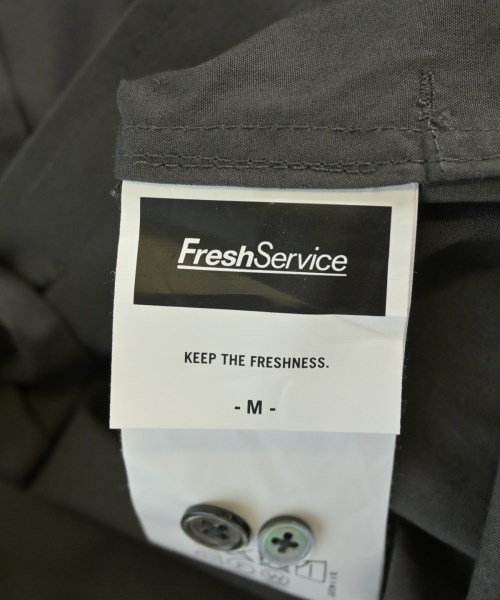 FreshService
KEEP THE FRESHNESS.
- M -